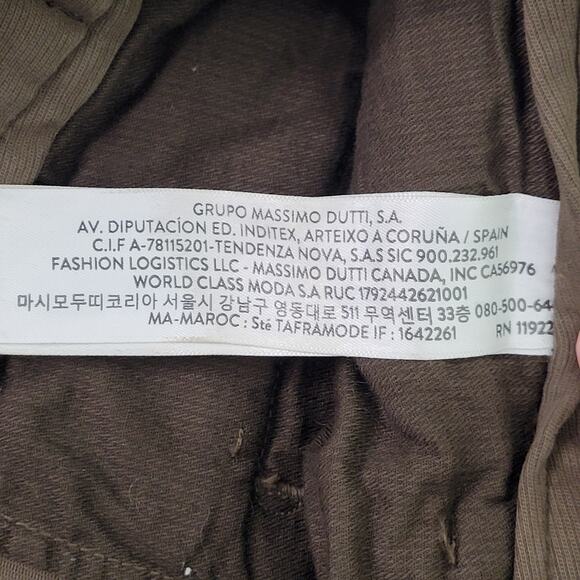 GRUPO MASSIMO DUTTI, S.A.
AV. DIPUTACÍON ED. INDITEX, ARTEIXO A CORUÑA / SPAIN
C.I.F A-78115201-TENDENZA NOVA, S.A.S SIC 900.232.961
FASHION LOGISTICS LLC - MASSIMO DUTTI CANADA, INC CA56976
WORLD CLASS MODA S.A RUC 1792442621001
마시모두띠코리아 서울시 강남구 영동대로 511 무역센터 33층 080-500-64
MA-MAROC : Sté TAFRAMODE IF : 1642261 RN 11922